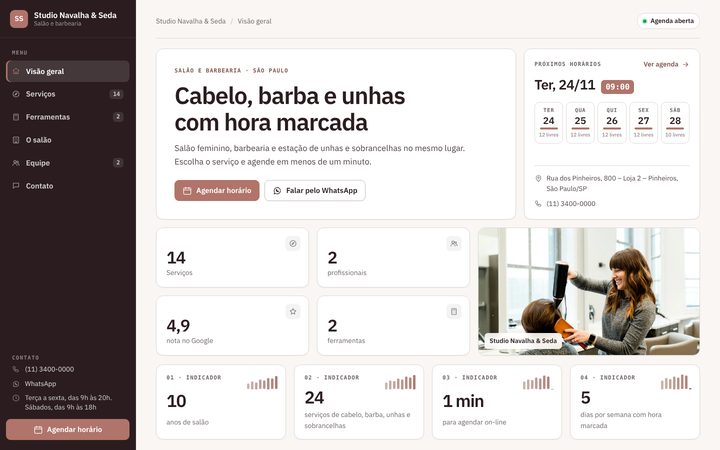 SS
Studio Navalha & Seda
Salão e barbearia
MENU
Visão geral
Serviços 14
Ferramentas 2
O salão
Equipe 2
Contato
CONTATO
(11) 3400-0000
WhatsApp
Terça a sexta, das 9h às 20h.
Sábados, das 9h às 18h
Agendar horário
Studio Navalha & Seda / Visão geral
Agenda aberta
SALÃO E BARBEARIA · SÃO PAULO
Cabelo, barba e unhas
com hora marcada
Salão feminino, barbearia e estação de unhas e sobrancelhas no mesmo lugar.
Escolha o serviço e agende em menos de um minuto.
Agendar horário
Falar pelo WhatsApp
PRÓXIMOS HORÁRIOS
Ver agenda →
Ter, 24/11 09:00
TER QUA QUI SEX SÁB
24 25 26 27 28
12 livres 12 livres 12 livres 12 livres 10 livres
Rua dos Pinheiros, 800 – Loja 2 – Pinheiros,
São Paulo/SP
(11) 3400-0000
14
Serviços
2
profissionais
4,9
nota no Google
2
ferramentas
Studio Navalha & Seda
01 · INDICADOR
10
anos de salão
02 · INDICADOR
24
serviços de cabelo, barba, unhas e
sobrancelhas
03 · INDICADOR
1 min
para agendar on-line
04 · INDICADOR
5
dias por semana com hora
marcada